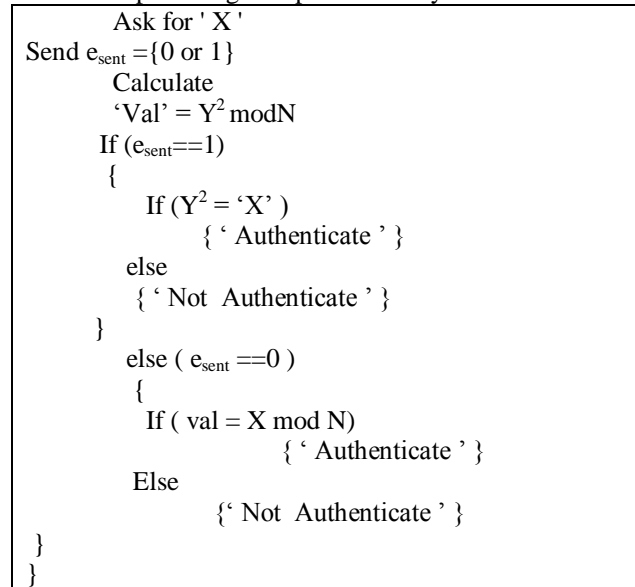 Ask for ' X '
Send e_sent ={0 or 1}
Calculate
‘Val’ = Y² modN
If (e_sent==1)
{
If (Y² = ‘X’ )
{ ‘ Authenticate ’ }
else
{ ‘ Not Authenticate ’ }
}
else ( e_sent ==0 )
{
If ( val = X mod N)
{ ‘ Authenticate ’ }
Else
{‘ Not Authenticate ’ }
}
}